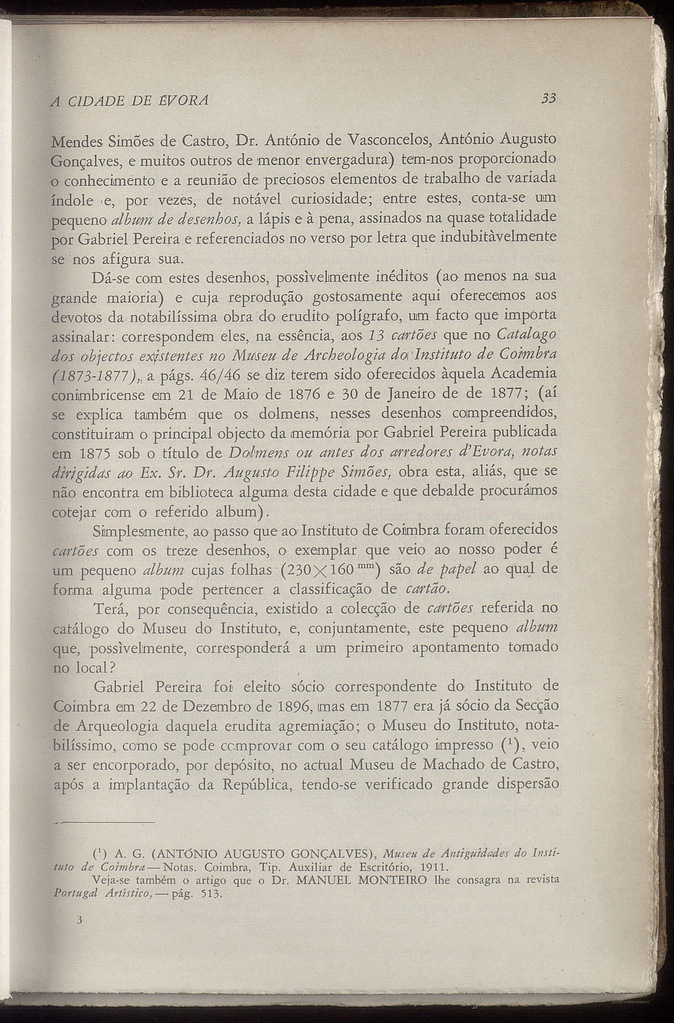 A CIDADE DE ÉVORA 33
Mendes Simões de Castro, Dr. António de Vasconcelos, António Augusto
Gonçalves, e muitos outros de menor envergadura) tem-nos proporcionado
o conhecimento e a reunião de preciosos elementos de trabalho de variada
índole e, por vezes, de notável curiosidade; entre estes, conta-se um
pequeno album de desenhos, a lápis e à pena, assinados na quase totalidade
por Gabriel Pereira e referenciados no verso por letra que indubitàvelmente
se nos afigura sua.
Dá-se com estes desenhos, possìvelmente inéditos (ao menos na sua
grande maioria) e cuja reprodução gostosamente aqui oferecemos aos
devotos da notabilíssima obra do erudito polígrafo, um facto que importa
assinalar: correspondem eles, na essência, aos 13 cartões que no Catalogo
dos objectos existentes no Museu de Archeologia do Instituto de Coimbra
(1873-1877), a págs. 46/46 se diz terem sido oferecidos àquela Academia
conimbricense em 21 de Maio de 1876 e 30 de Janeiro de de 1877; (aí
se explica também que os dolmens, nesses desenhos compreendidos,
constituiram o principal objecto da memória por Gabriel Pereira publicada
em 1875 sob o título de Dolmens ou antes dos arredores d'Evora, notas
dirigidas ao Ex. Sr. Dr. Augusto Filippe Simões, obra esta, aliás, que se
não encontra em biblioteca alguma desta cidade e que debalde procurámos
cotejar com o referido album).
Simplesmente, ao passo que ao Instituto de Coimbra foram oferecidos
cartões com os treze desenhos, o exemplar que veio ao nosso poder é
um pequeno album cujas folhas (230×160 mm) são de papel ao qual de
forma alguma pode pertencer a classificação de cartão.
Terá, por consequência, existido a colecção de cartões referida no
catálogo do Museu do Instituto, e, conjuntamente, este pequeno album
que, possìvelmente, corresponderá a um primeiro apontamento tomado
no local?
Gabriel Pereira foi eleito sócio correspondente do Instituto de
Coimbra em 22 de Dezembro de 1896, mas em 1877 era já sócio da Secção
de Arqueologia daquela erudita agremiação; o Museu do Instituto, nota-
bilíssimo, como se pode comprovar com o seu catálogo impresso (¹), veio
a ser encorporado, por depósito, no actual Museu de Machado de Castro,
após a implantação da República, tendo-se verificado grande dispersão
(¹) A. G. (ANTÓNIO AUGUSTO GONÇALVES), Museu de Antiguidades do Insti-
tuto de Coimbra — Notas. Coimbra, Tip. Auxiliar de Escritório, 1911.
Veja-se também o artigo que o Dr. MANUEL MONTEIRO lhe consagra na revista
Portugal Artístico, — pág. 513.
3